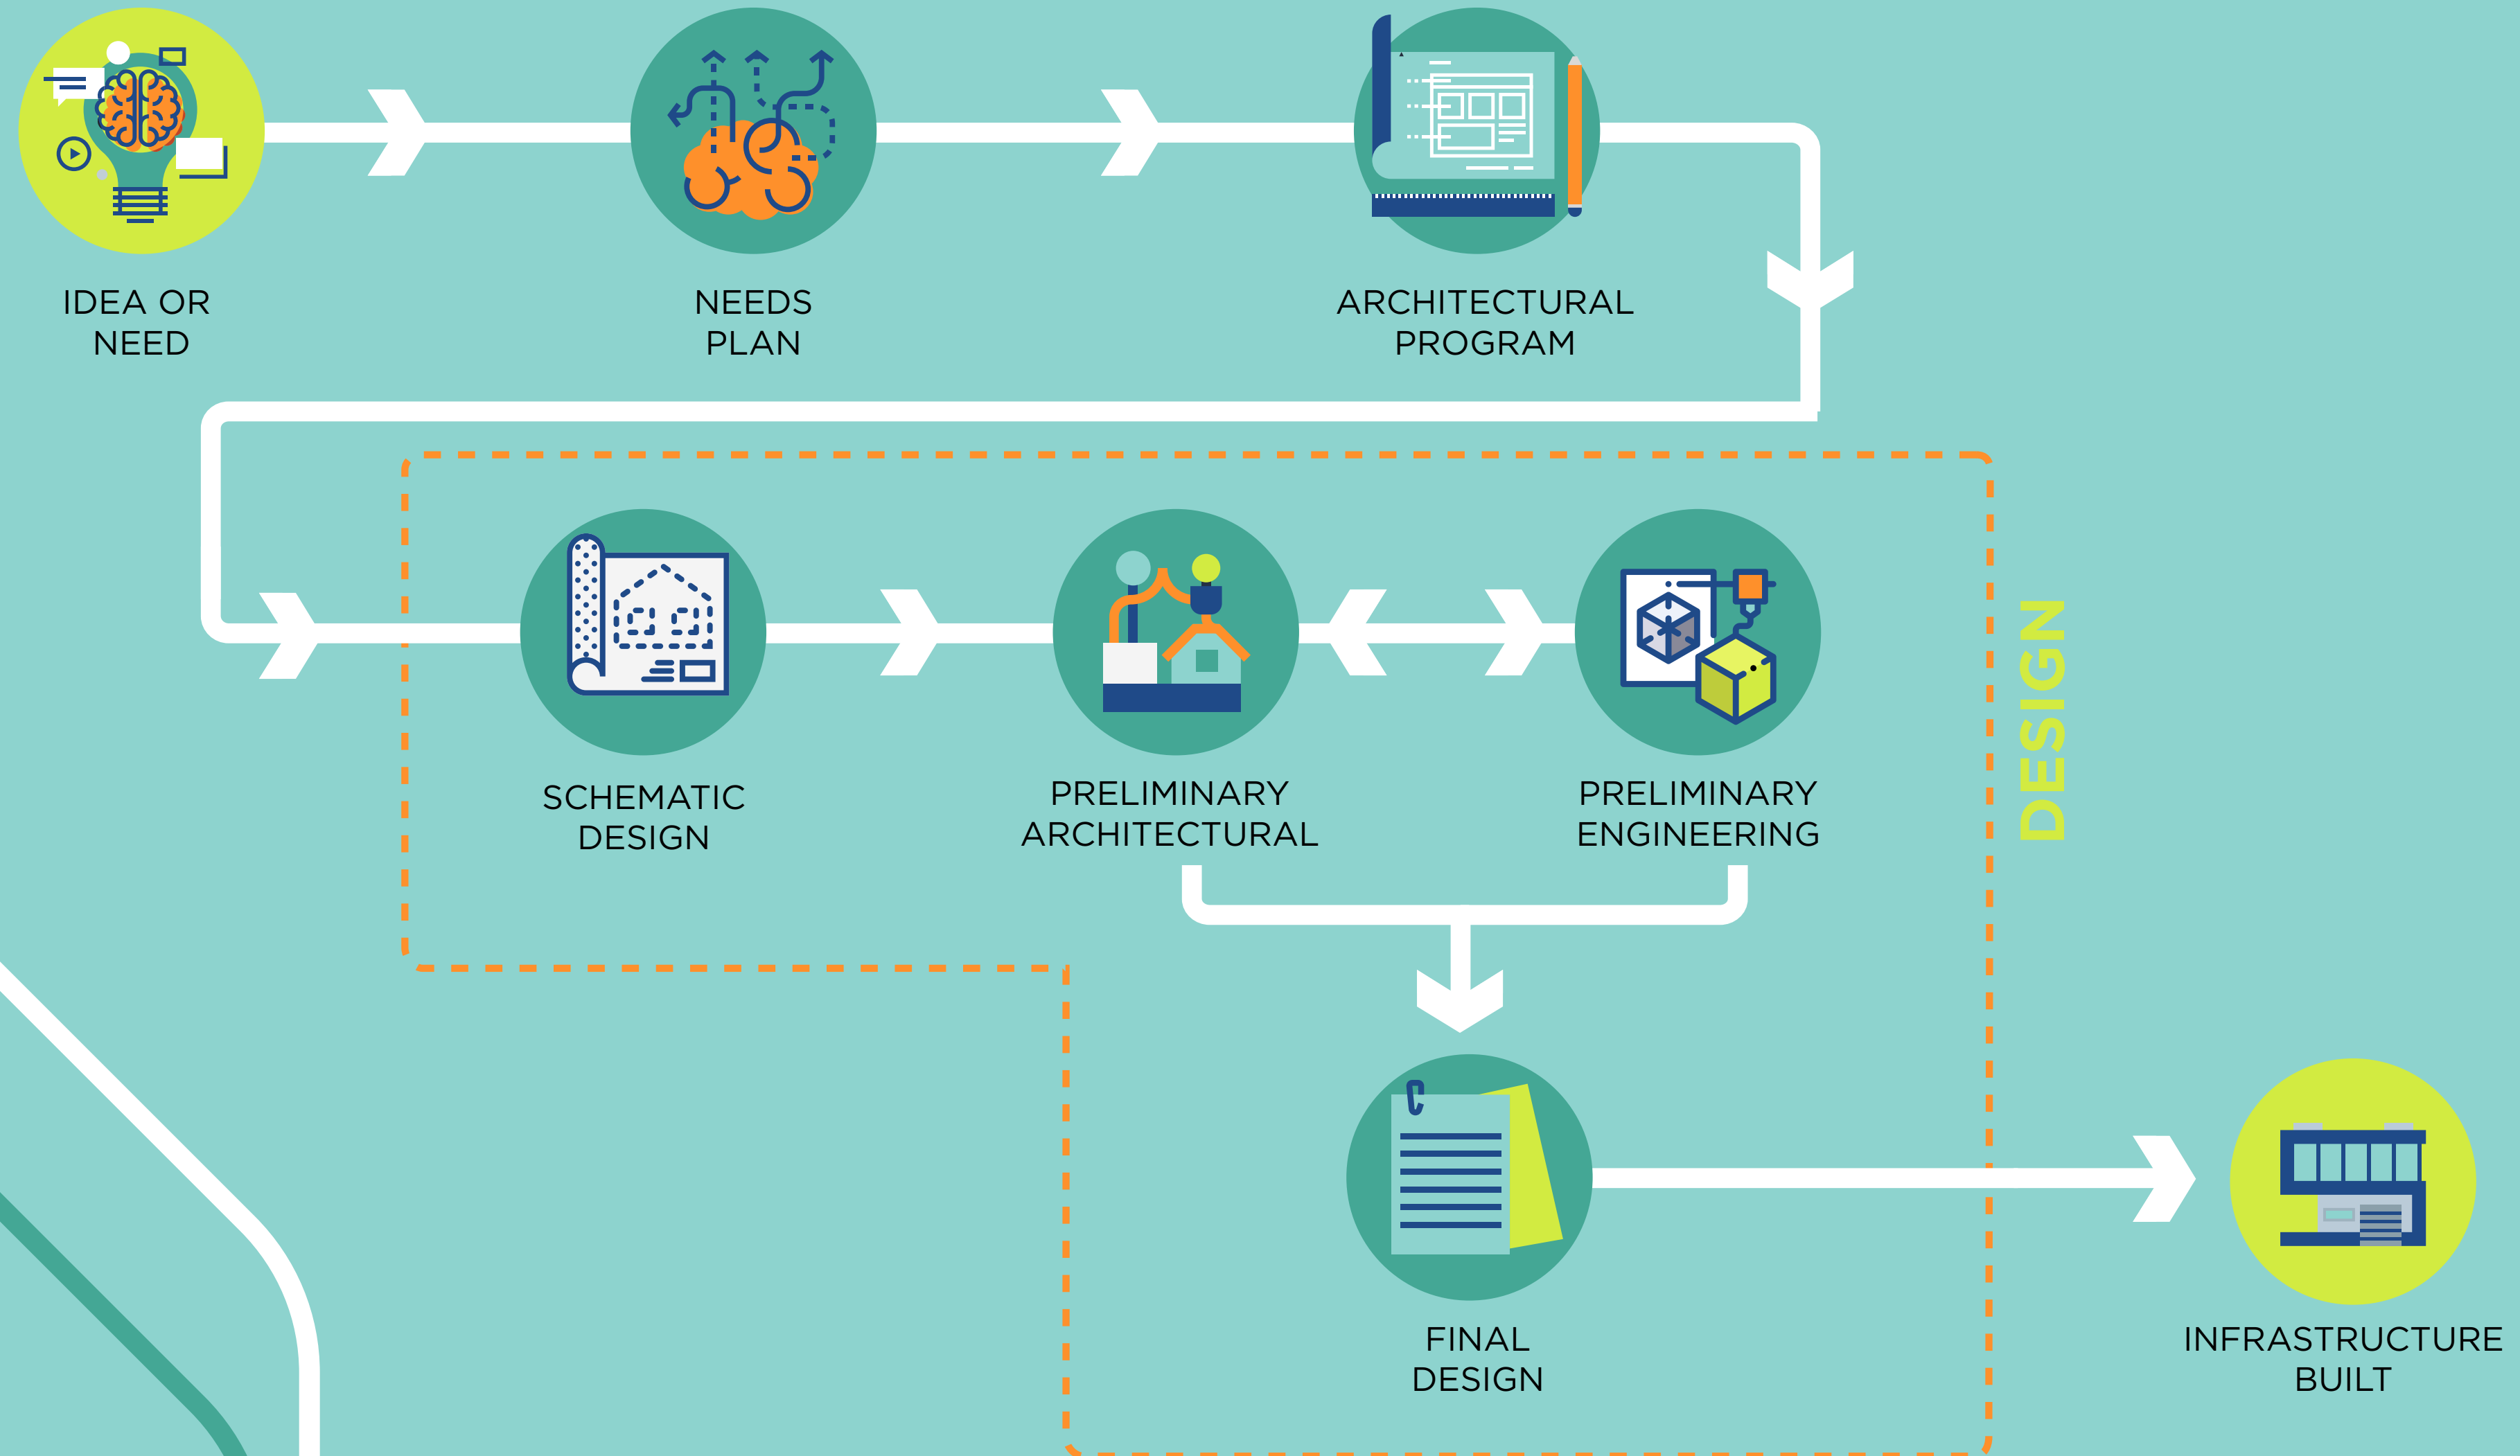 IDEA OR
NEED
NEEDS
PLAN
ARCHITECTURAL
PROGRAM
SCHEMATIC
DESIGN
PRELIMINARY
ARCHITECTURAL
PRELIMINARY
ENGINEERING
DESIGN
FINAL
DESIGN
INFRASTRUCTURE
BUILT